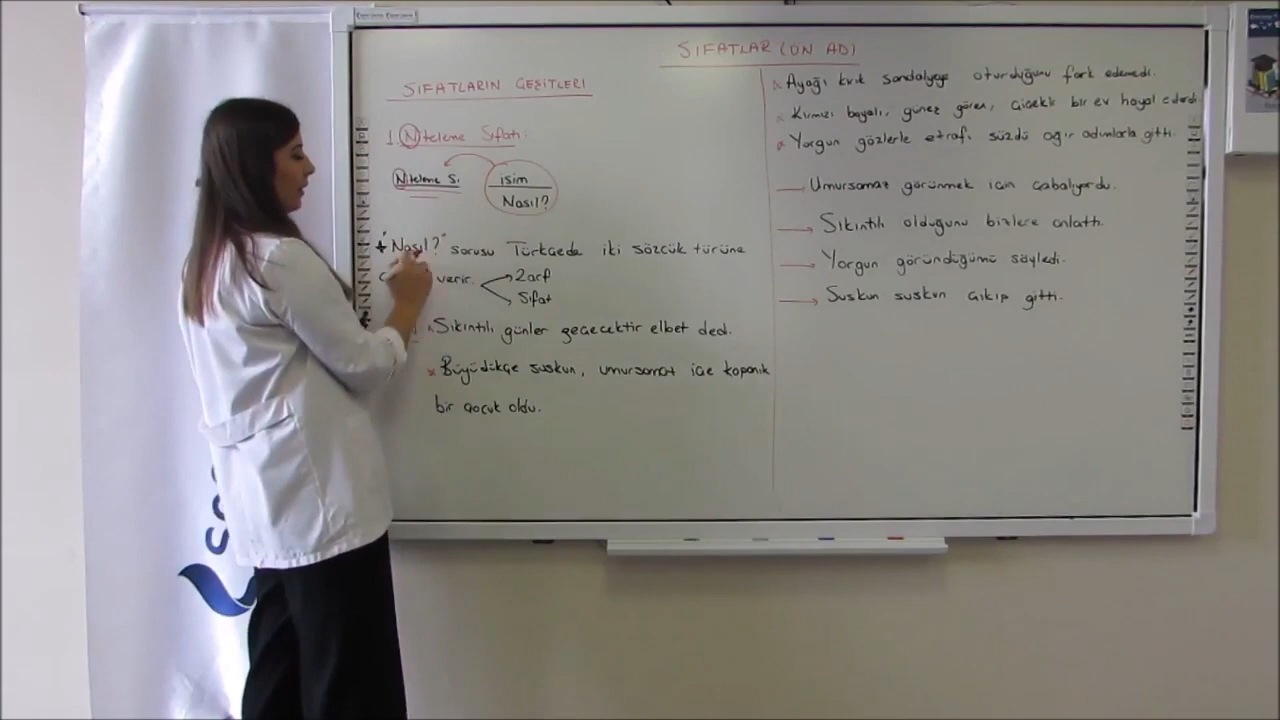 SIFATLAR (ÖN AD)
SIFATLARIN ÇEŞİTLERİ
1. Niteleme Sıfatı:
Niteleme S. isim
Nasıl?
"Nasıl?" sorusu Türkçede iki sözcük türüne
verir. Zarf
Sıfat
Sıkıntılı günler geçecektir elbet dedi.
Büyüdükçe suskun, umursamaz içe kapanık
bir çocuk oldu.
Ayağı kırık sandalyeye oturduğunu fark edemedi.
Kırmızı boyalı, güneş gören, çiçekli bir ev hayal ederdi
Yorgun gözlerle etrafı süzdü ağır adımlarla gitti.
Umursamaz görünmek için çabalıyordu.
Sıkıntılı olduğunu bizlere anlattı.
Yorgun göründüğümü söyledi.
Suskun suskun çıkıp gitti.